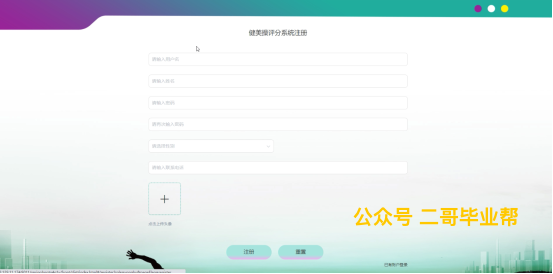 健美操评分系统注册
请输入用户名
请输入姓名
请输入密码
请再次输入密码
请选择性别
请输入联系电话
点击上传头像
公众号 二哥毕业帮
注册
重置
已有账户登录